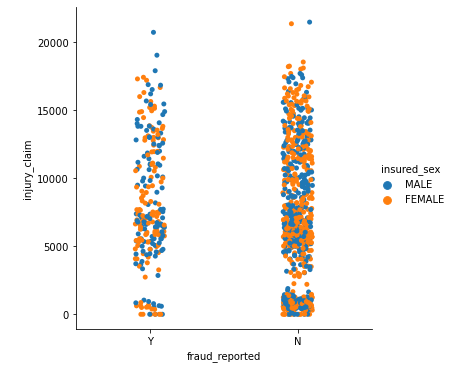 20000
15000
10000
5000
0
injury_claim
Y
N
fraud_reported
insured_sex
MALE
FEMALE